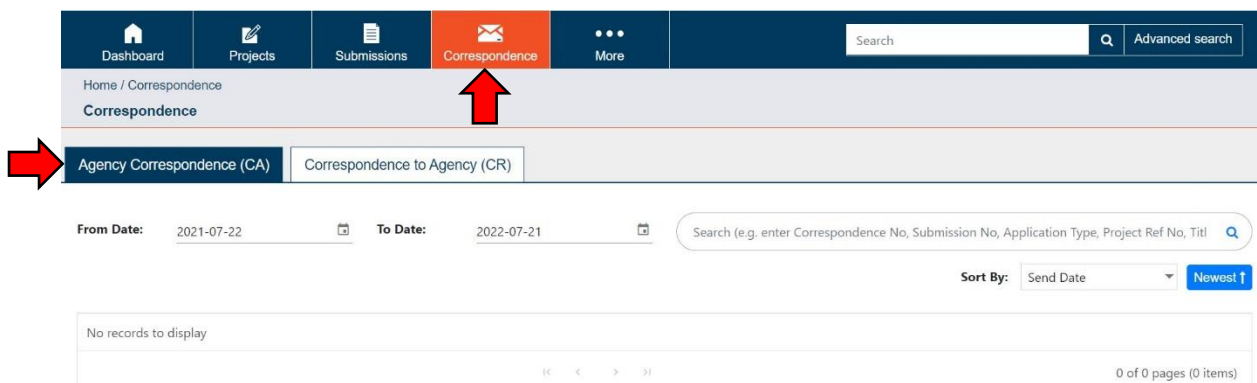 Dashboard Projects Submissions Correspondence More Search Advanced search
Home / Correspondence
Correspondence
Agency Correspondence (CA) Correspondence to Agency (CR)
From Date: 2021-07-22 To Date: 2022-07-21 Search (e.g. enter Correspondence No, Submission No, Application Type, Project Ref No, Titl
Sort By: Send Date Newest
No records to display
0 of 0 pages (0 items)